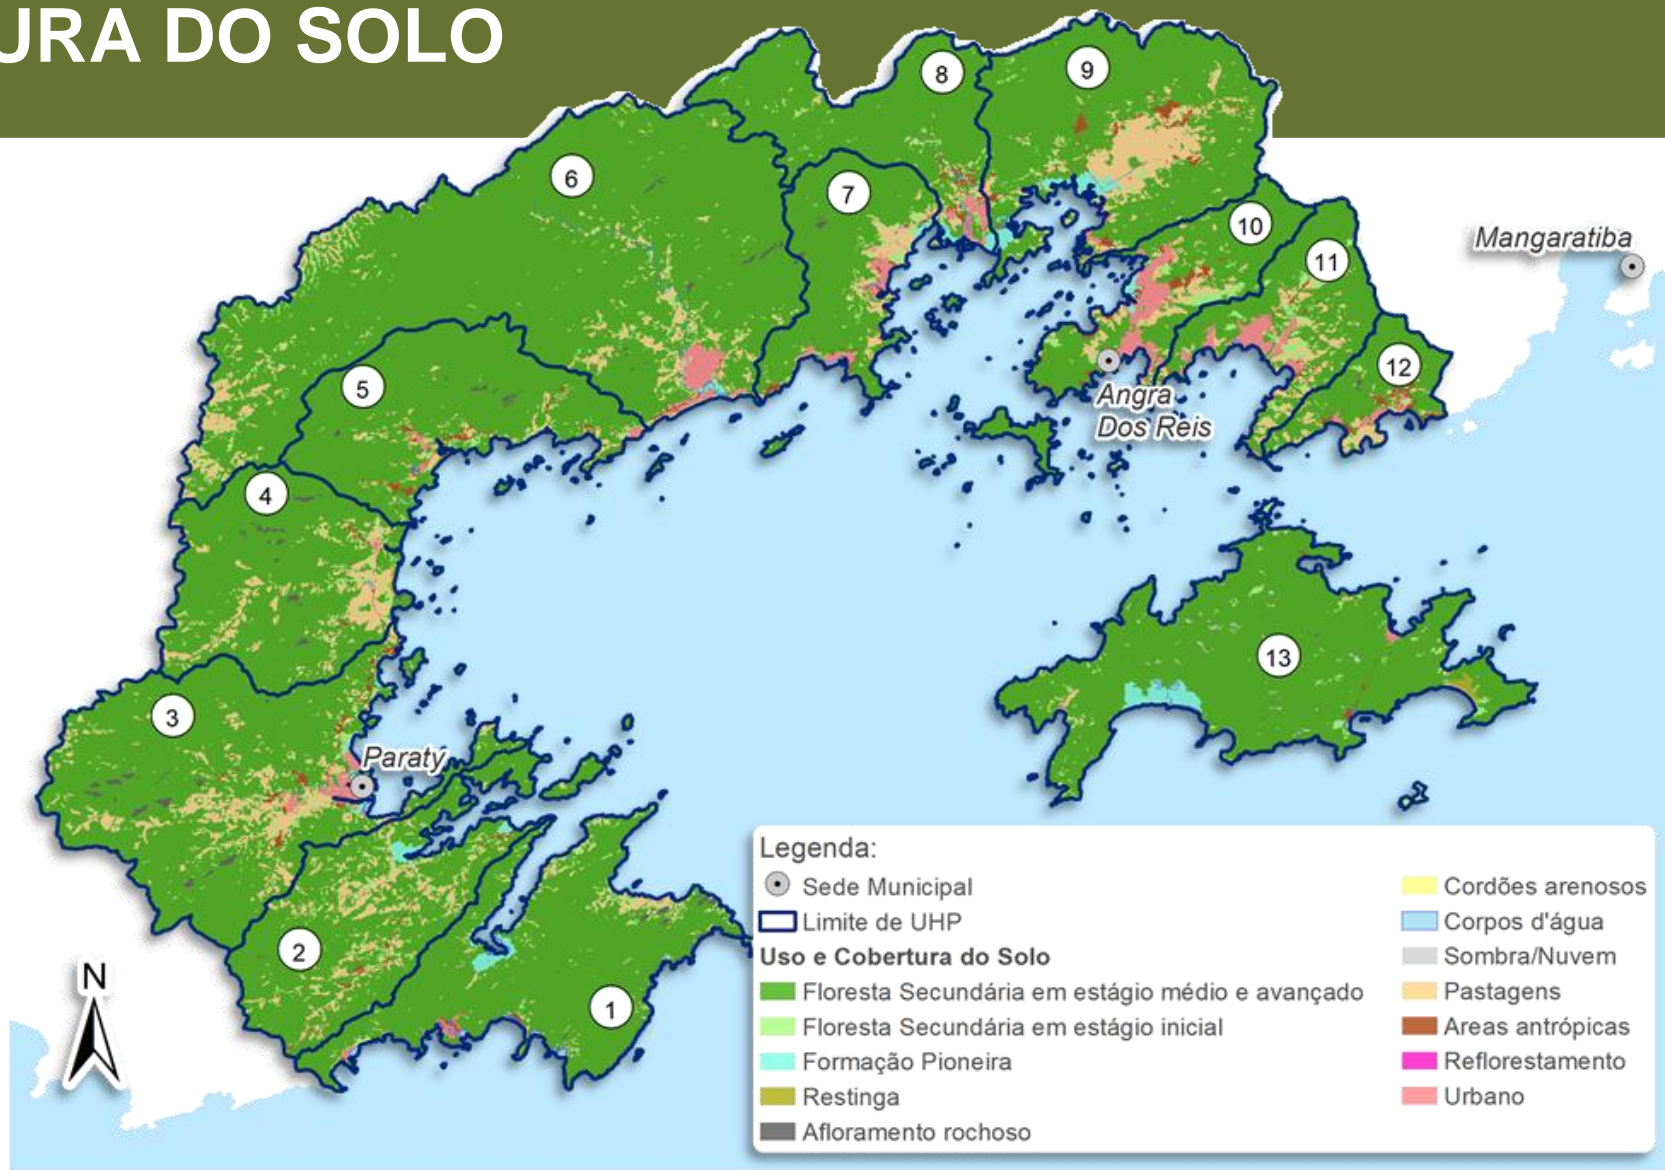 URA DO SOLO
8
9
6
7
10
Mangaratiba
11
12
5
Angra
Dos Reis
4
13
3
Paraty
2
1
N
Legenda:
Sede Municipal
Limite de UHP
Uso e Cobertura do Solo
Floresta Secundária em estágio médio e avançado
Floresta Secundária em estágio inicial
Formação Pioneira
Restinga
Afloramento rochoso
Cordões arenosos
Corpos d'água
Sombra/Nuvem
Pastagens
Areas antrópicas
Reflorestamento
Urbano